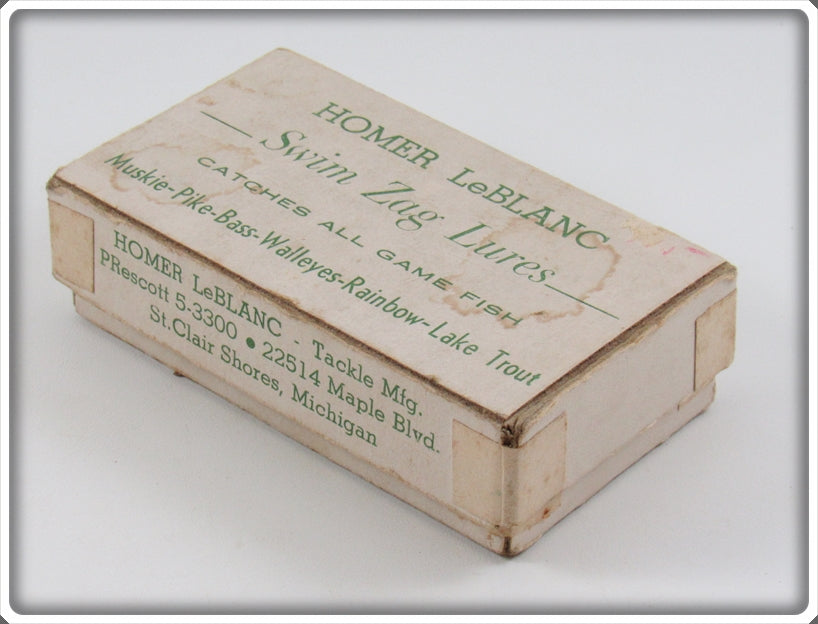 HOMER LeBLANC
Swim Zag Lures
CATCHES ALL GAME FISH
Muskie-Pike-Bass-Walleyes-Rainbow-Lake Trout
HOMER LeBLANC - Tackle Mfg.
PRescott 5-3300 • 22514 Maple Blvd.
St.Clair Shores, Michigan